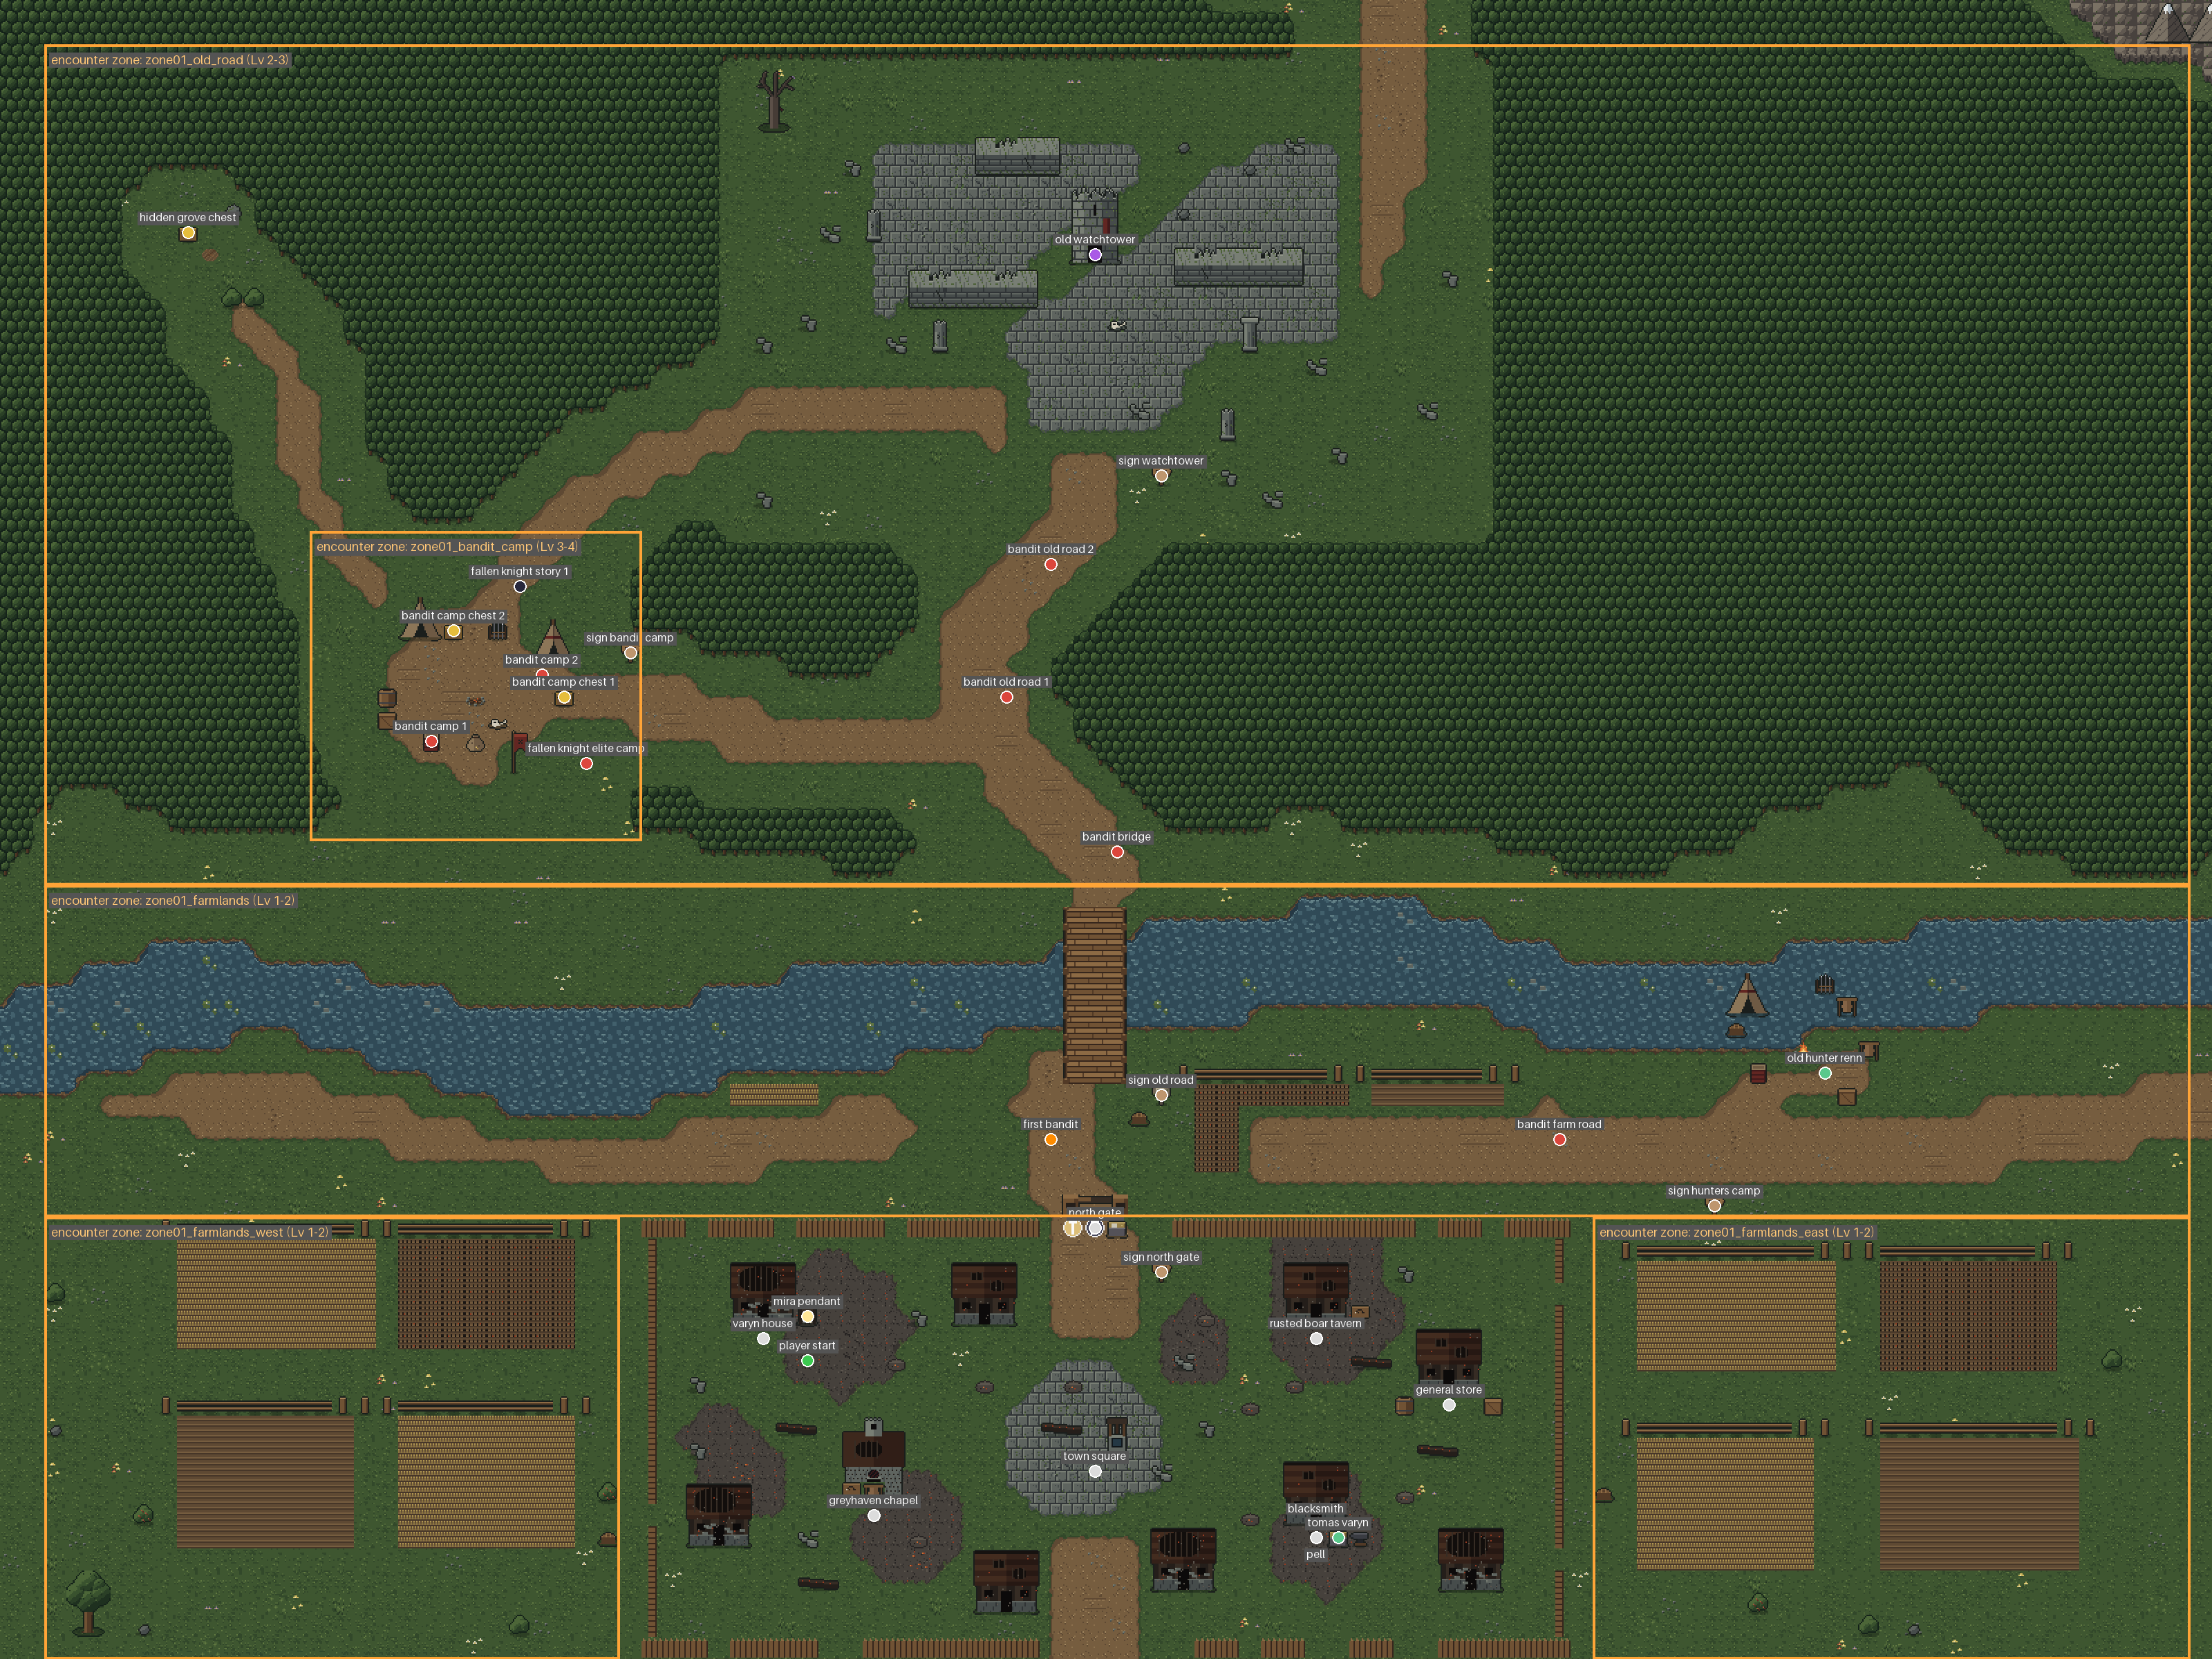 encounter zone: zone01_old_road (Lv 2-3)
hidden grove chest
old watchtower
sign watchtower
encounter zone: zone01_bandit_camp (Lv 3-4)
bandit old road 2
fallen knight story 1
bandit camp chest 2
sign bandit camp
bandit camp 2
bandit camp chest 1
bandit old road 1
bandit camp 1
fallen knight elite camp
bandit bridge
encounter zone: zone01_farmlands (Lv 1-2)
old hunter renn
sign old road
first bandit
bandit farm road
sign hunters camp
north gate
T
encounter zone: zone01_farmlands_west (Lv 1-2)
encounter zone: zone01_farmlands_east (Lv 1-2)
sign north gate
mira pendant
varyn house
rusted boar tavern
player start
general store
town square
greyhaven chapel
blacksmith
tomas varyn
pell